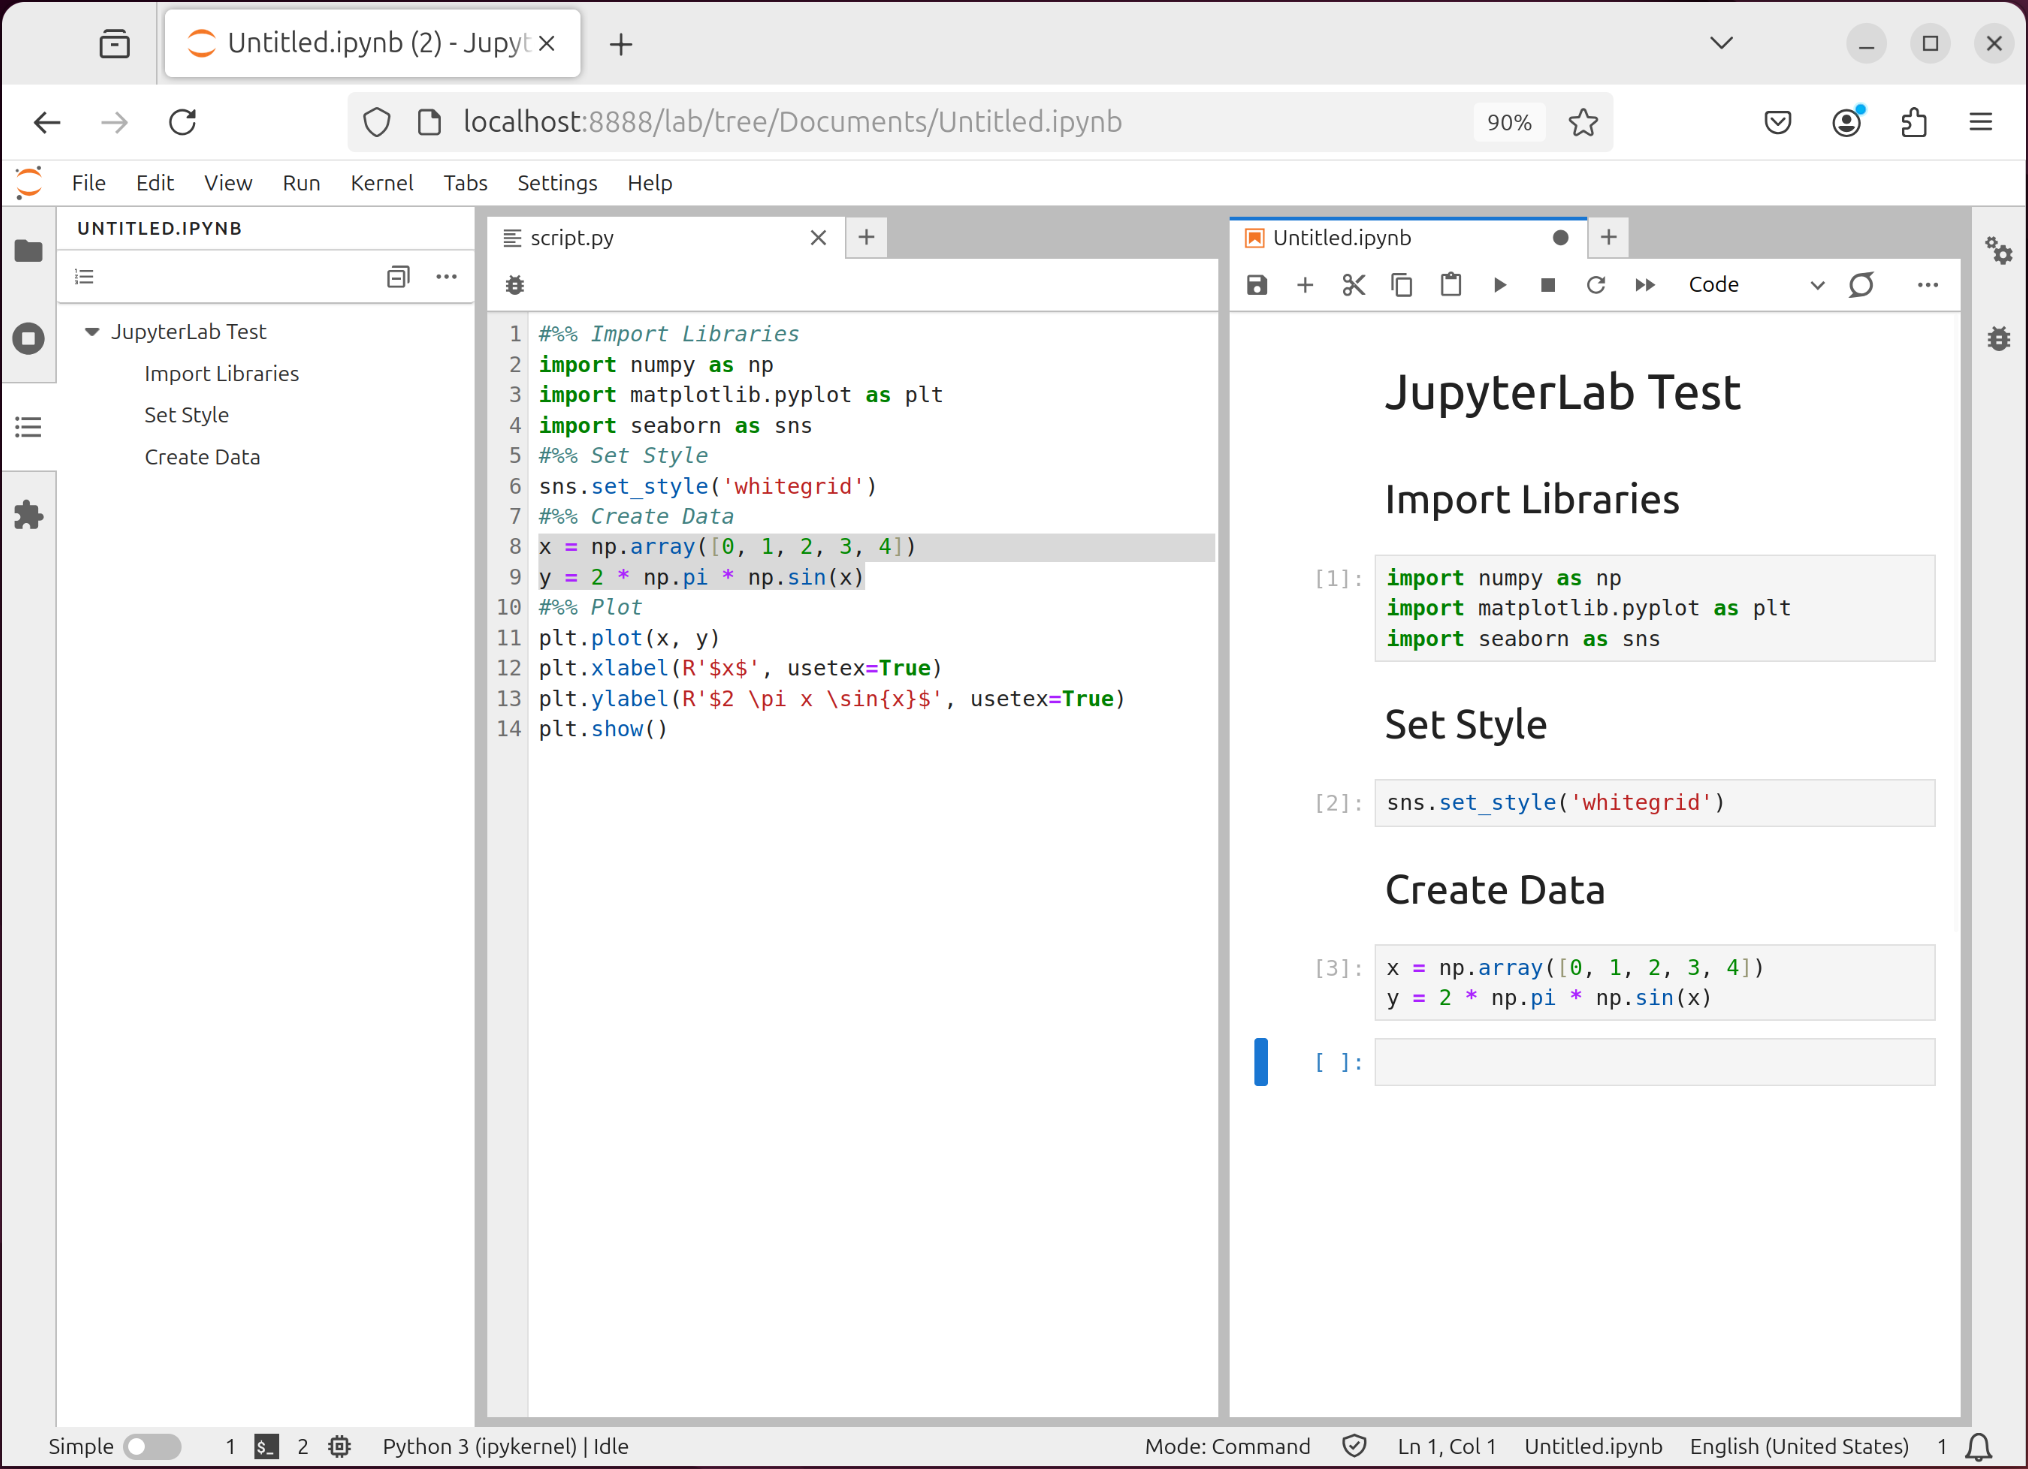 Untitled.ipynb (2) - Jupyt
localhost:8888/lab/tree/Documents/Untitled.ipynb
90%
File Edit View Run Kernel Tabs Settings Help
UNTITLED.IPYNB
JupyterLab Test
Import Libraries
Set Style
Create Data
script.py
1 #%% Import Libraries
2 import numpy as np
3 import matplotlib.pyplot as plt
4 import seaborn as sns
5 #%% Set Style
6 sns.set_style('whitegrid')
7 #%% Create Data
8 x = np.array([0, 1, 2, 3, 4])
9 y = 2 * np.pi * np.sin(x)
10 #%% Plot
11 plt.plot(x, y)
12 plt.xlabel(R'$x$', usetex=True)
13 plt.ylabel(R'$2 \pi x \sin{x}$', usetex=True)
14 plt.show()
Untitled.ipynb
Code
JupyterLab Test
Import Libraries
[1]: import numpy as np
import matplotlib.pyplot as plt
import seaborn as sns
Set Style
[2]: sns.set_style('whitegrid')
Create Data
[3]: x = np.array([0, 1, 2, 3, 4])
y = 2 * np.pi * np.sin(x)
[ ]:
Simple 1 $_ 2 Python 3 (ipykernel) | Idle Mode: Command Ln 1, Col 1 Untitled.ipynb English (United States) 1